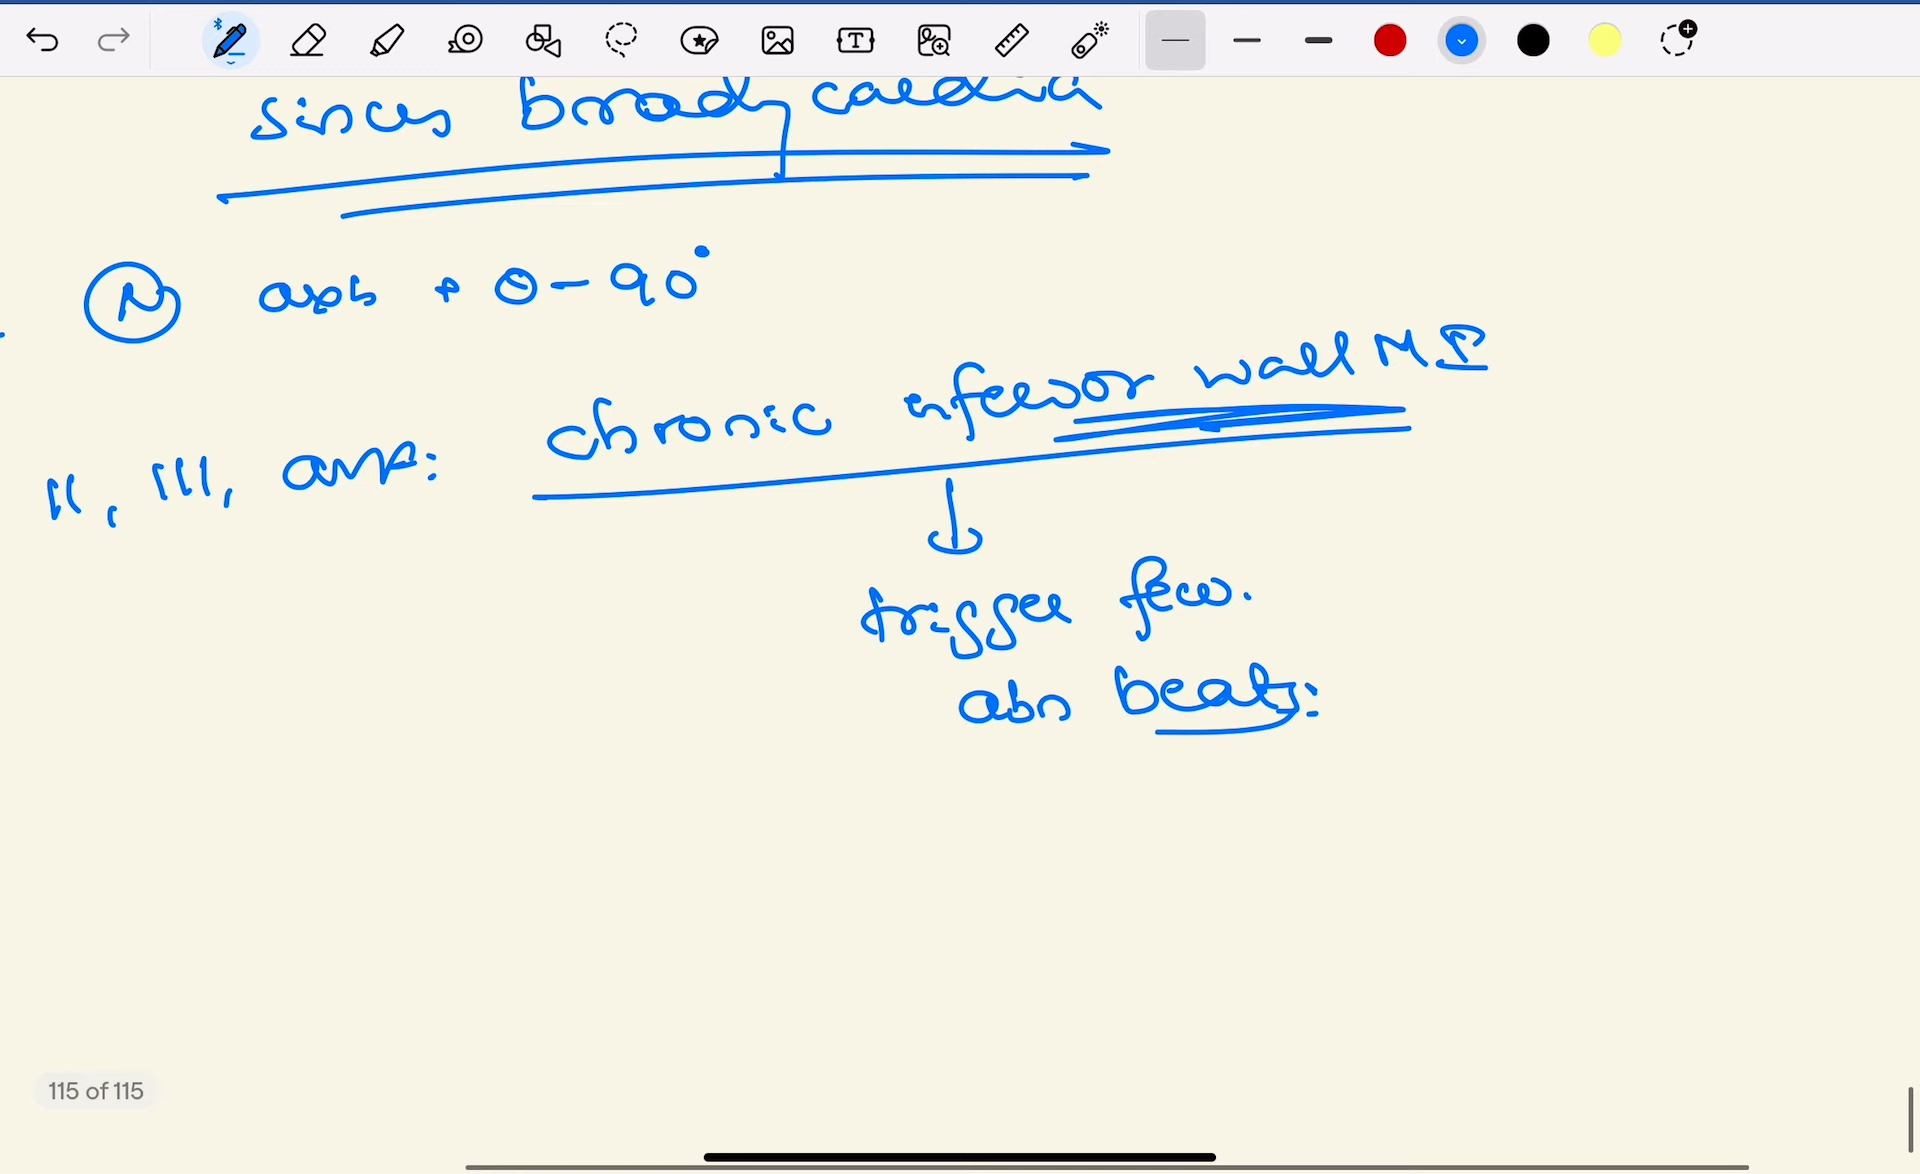 sinus bradycardia
N axis + 0-90°
II, III, avf: chronic inferior wall MI
trigger few.
abn beats:
115 of 115